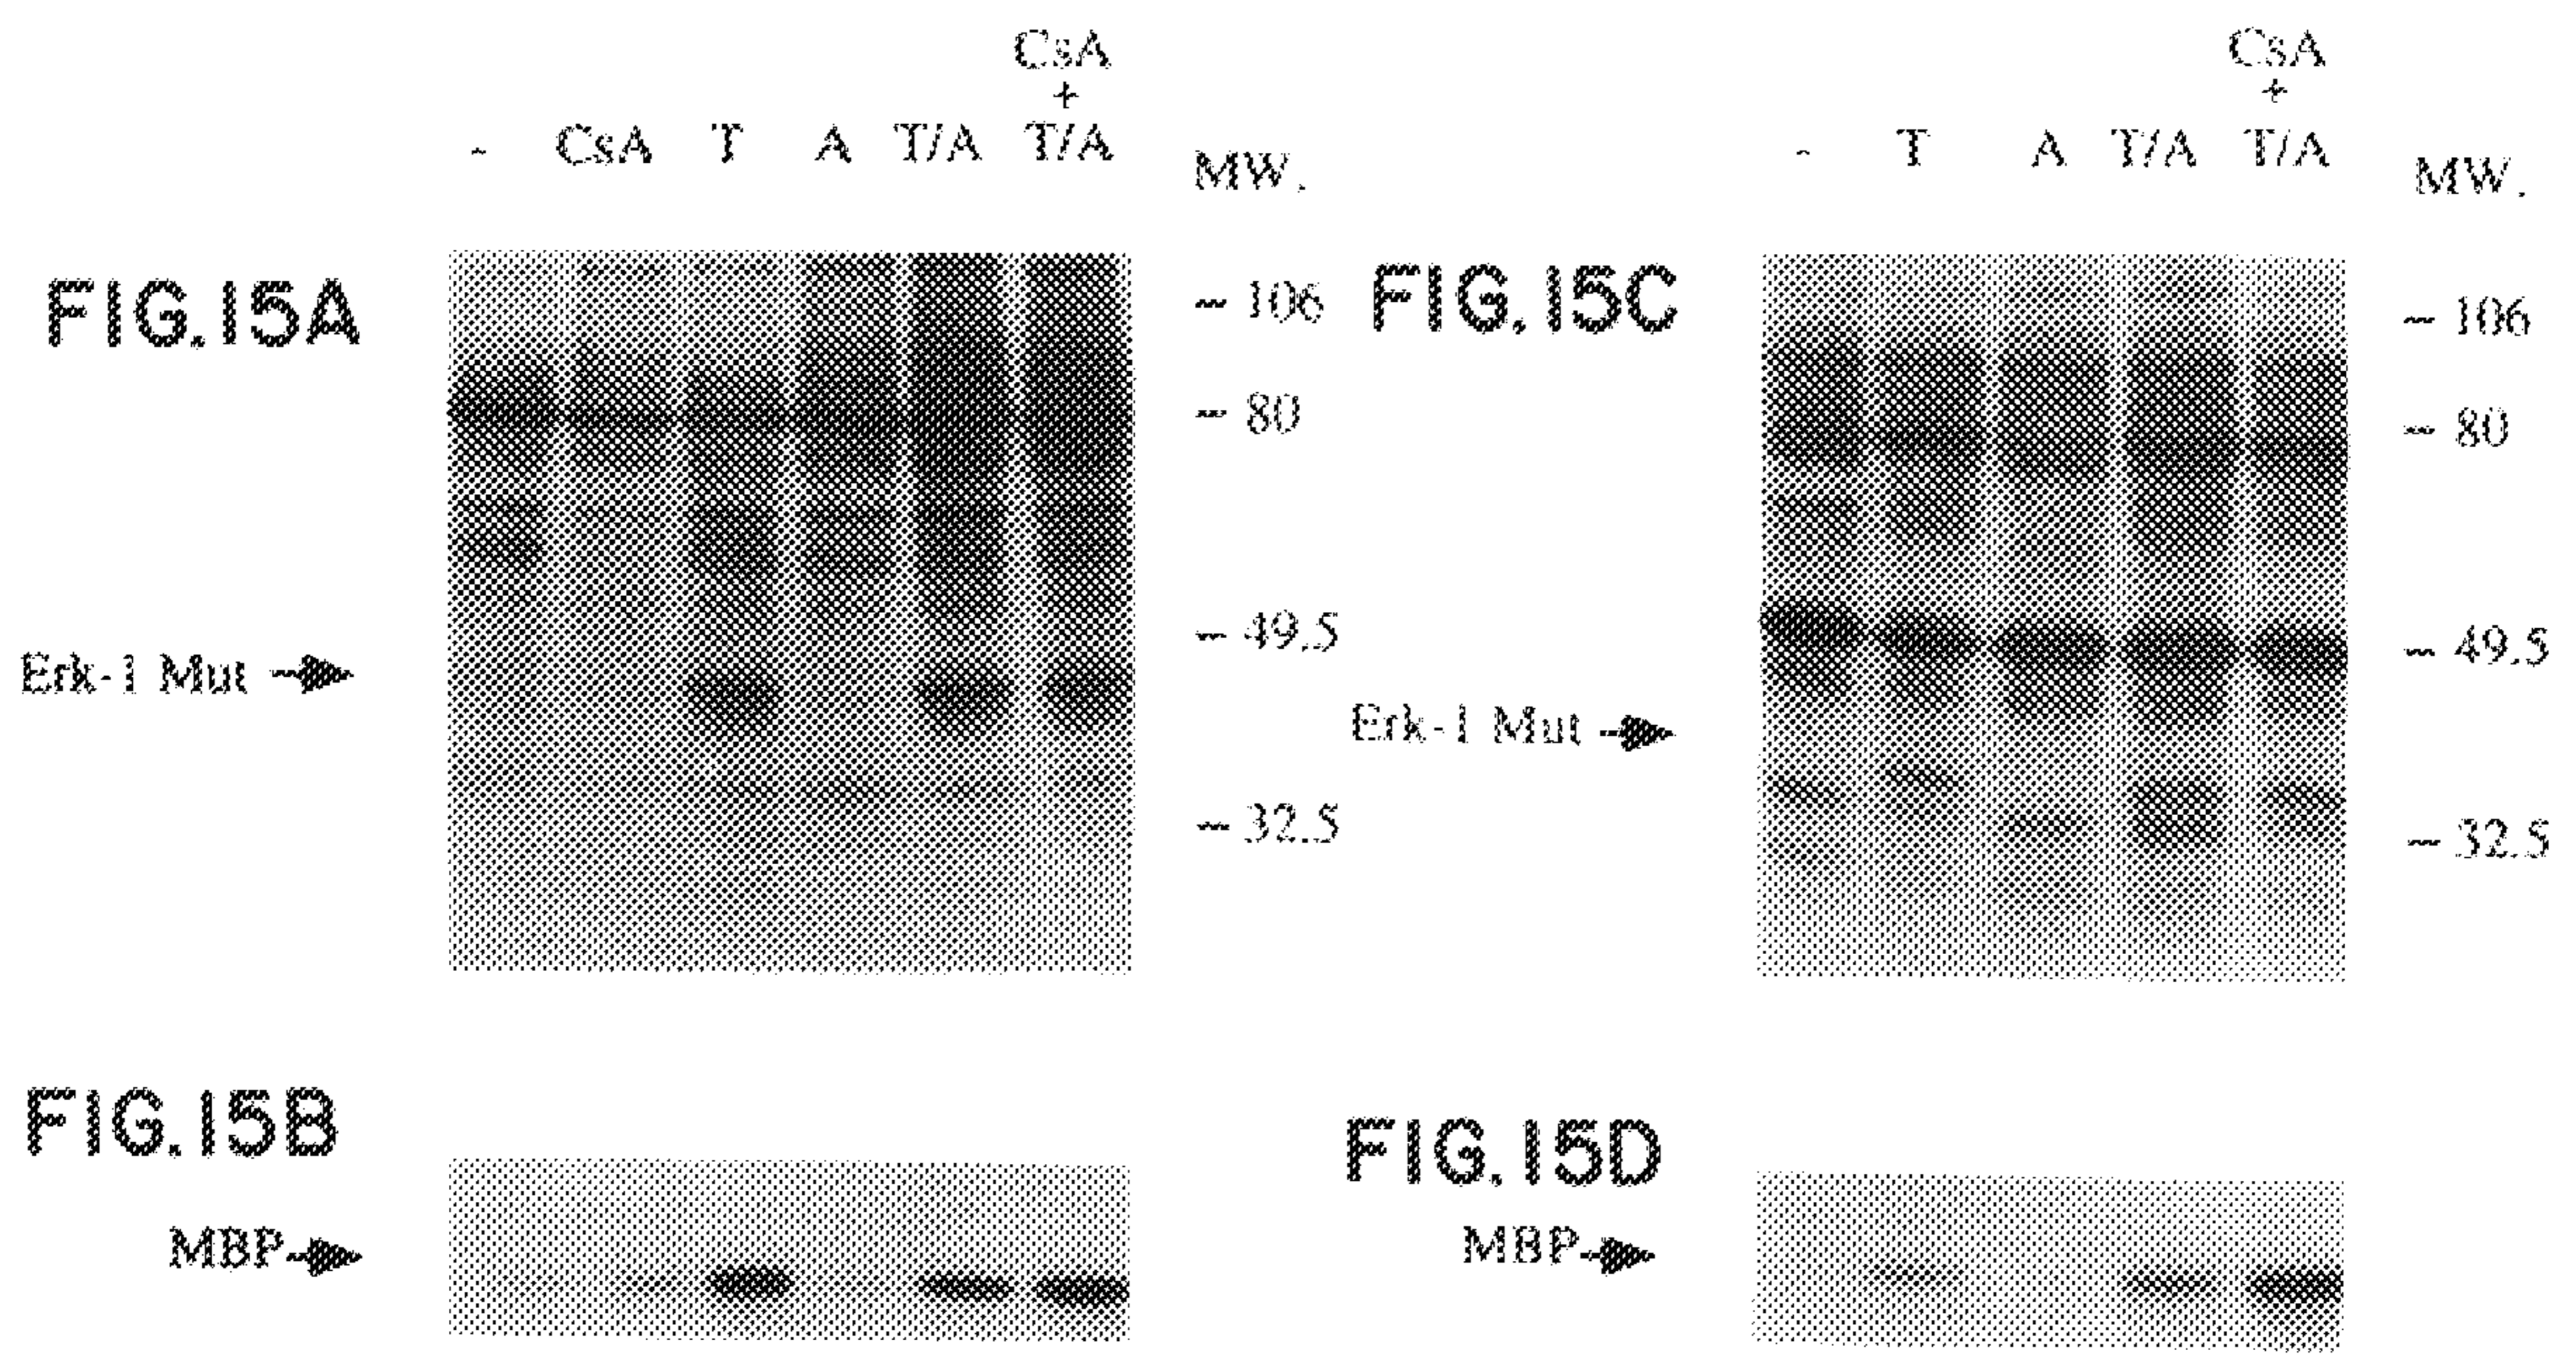 CsA
+
- CsA T A T/A T/A
MW.
FIG.15A
- 106
- 80
- 49.5
Erk-1 Mut
- 32.5
FIG.15B
MBP
CsA
+
- T A T/A T/A
MW.
FIG.15C
- 106
- 80
- 49.5
Erk-1 Mut
- 32.5
FIG.15D
MBP